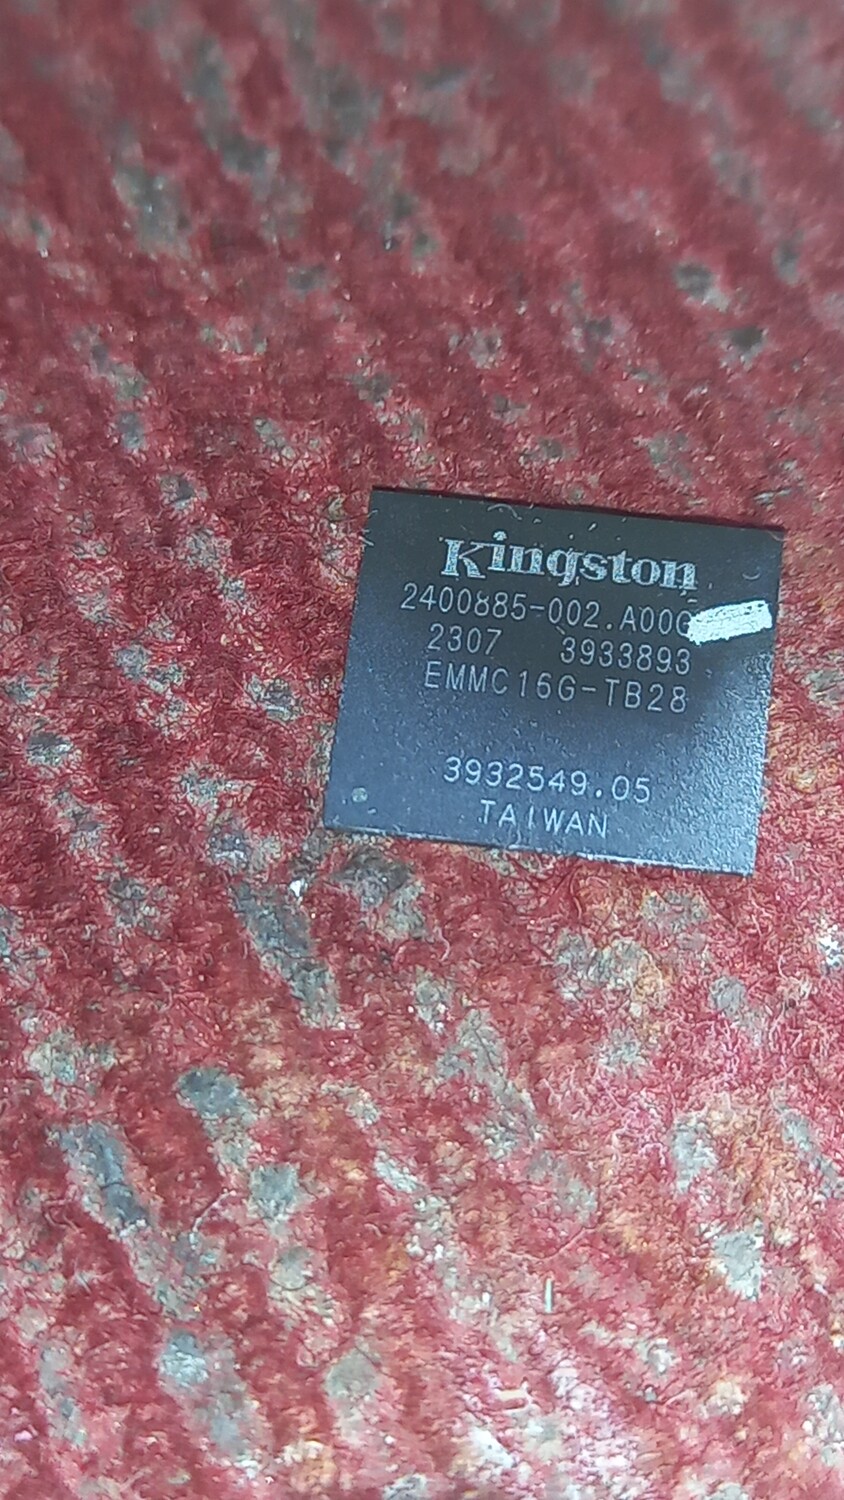 Kingston
2400885-002.A00G
2307 3933893
EMMC16G-TB28
3932549.05
TAIWAN